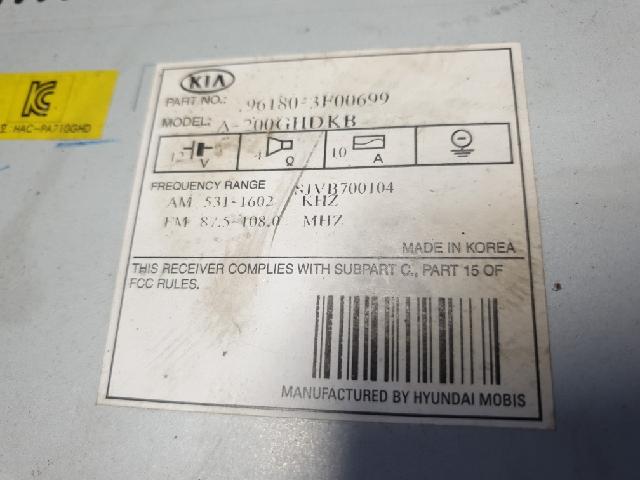 KC
HAC-PA710GHD
KIA
PART NO.: 96180-3F00699
MODEL: A-200GHDKB
12 V 4 Ω 10 A
FREQUENCY RANGE SJVB700104
AM 531-1602 KHZ
FM 87.5-108.0 MHZ
MADE IN KOREA
THIS RECEIVER COMPLIES WITH SUBPART C., PART 15 OF
FCC RULES.
MANUFACTURED BY HYUNDAI MOBIS